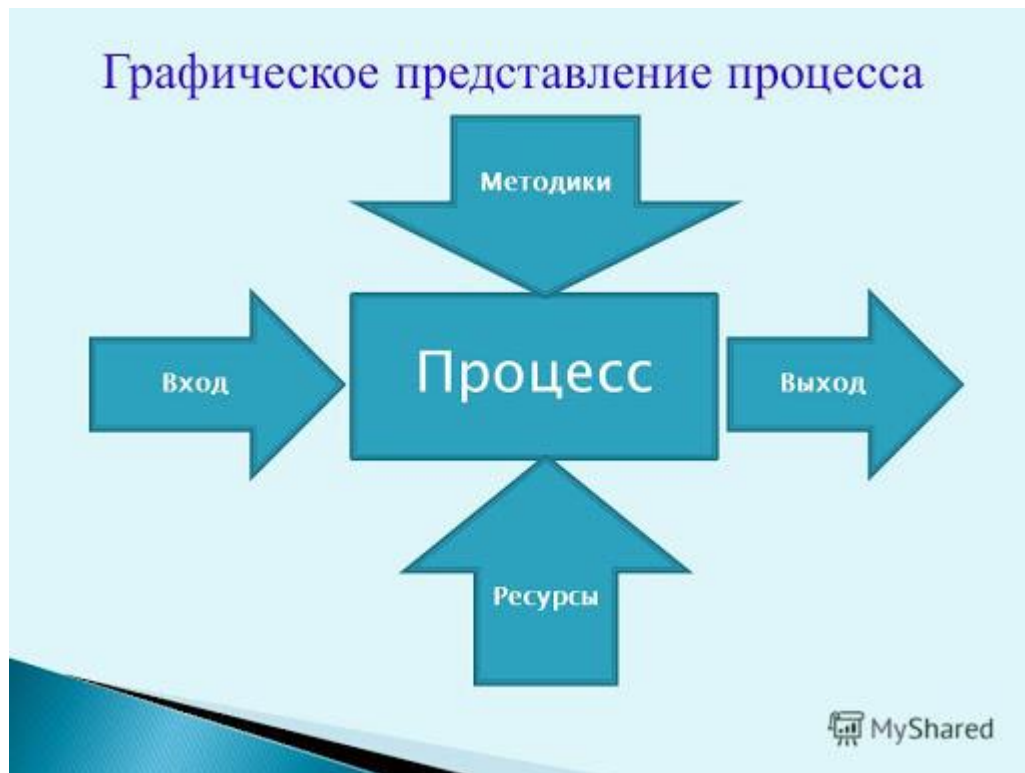 Графическое представление процесса
Методики
Вход
Процесс
Выход
Ресурсы
MyShared